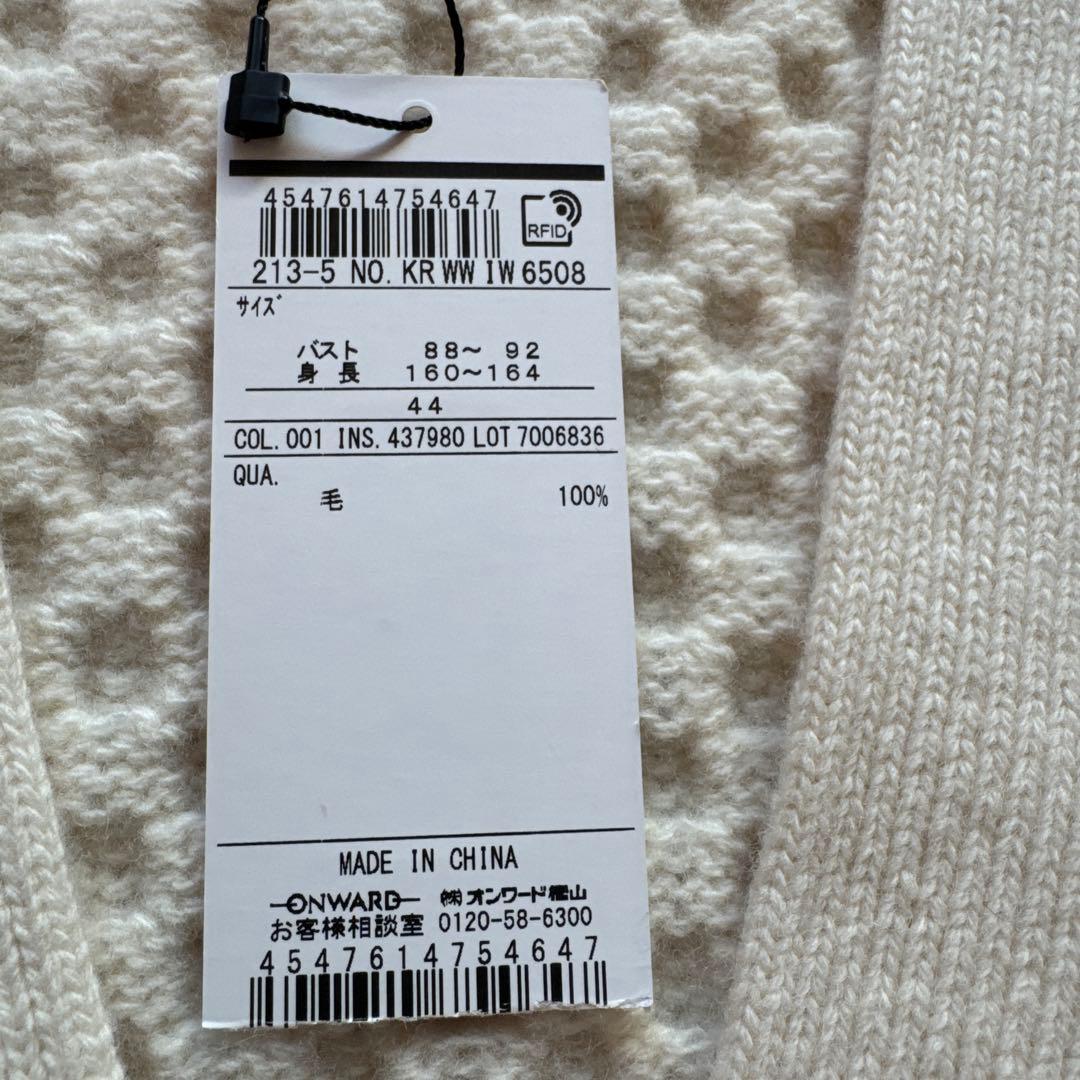 4547614754647
RFID
213-5 NO. KR WW IW 6508
サイズ
バスト 88～ 92
身長 160～164
44
COL. 001 INS. 437980 LOT 7006836
QUA.
毛 100%
MADE IN CHINA
ONWARD ㈱オンワード樫山
お客様相談室 0120-58-6300
4547614754647